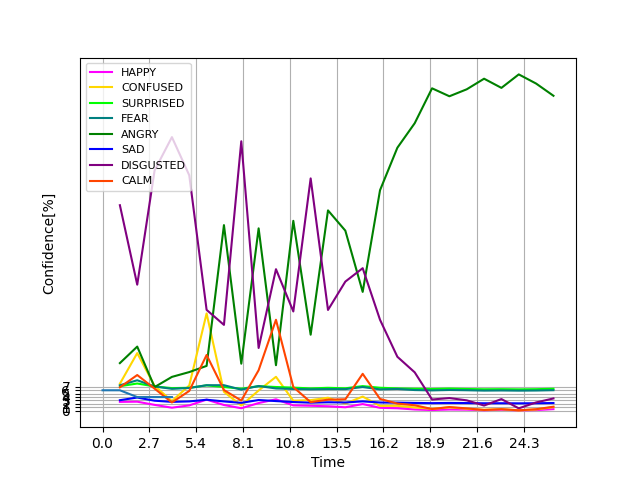 HAPPY
CONFUSED
SURPRISED
FEAR
ANGRY
SAD
DISGUSTED
CALM
Confidence[%]
0.0 2.7 5.4 8.1 10.8 13.5 16.2 18.9 21.6 24.3
Time